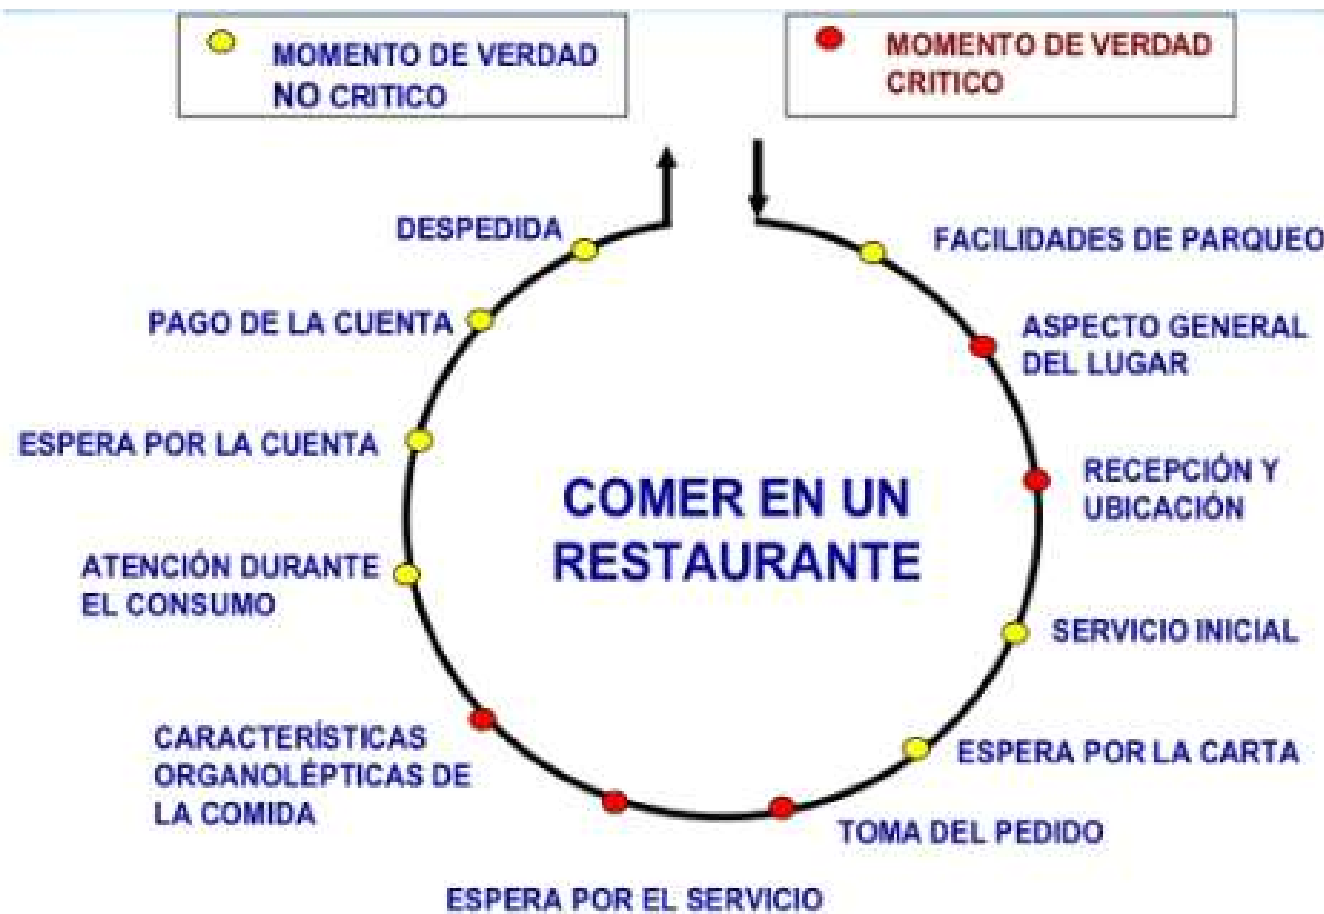 MOMENTO DE VERDAD
NO CRITICO
MOMENTO DE VERDAD
CRITICO
DESPEDIDA
FACILIDADES DE PARQUEO
PAGO DE LA CUENTA
ASPECTO GENERAL
DEL LUGAR
ESPERA POR LA CUENTA
RECEPCIÓN Y
UBICACIÓN
COMER EN UN
RESTAURANTE
ATENCIÓN DURANTE
EL CONSUMO
SERVICIO INICIAL
CARACTERÍSTICAS
ORGANOLÉPTICAS DE
LA COMIDA
ESPERA POR LA CARTA
TOMA DEL PEDIDO
ESPERA POR EL SERVICIO